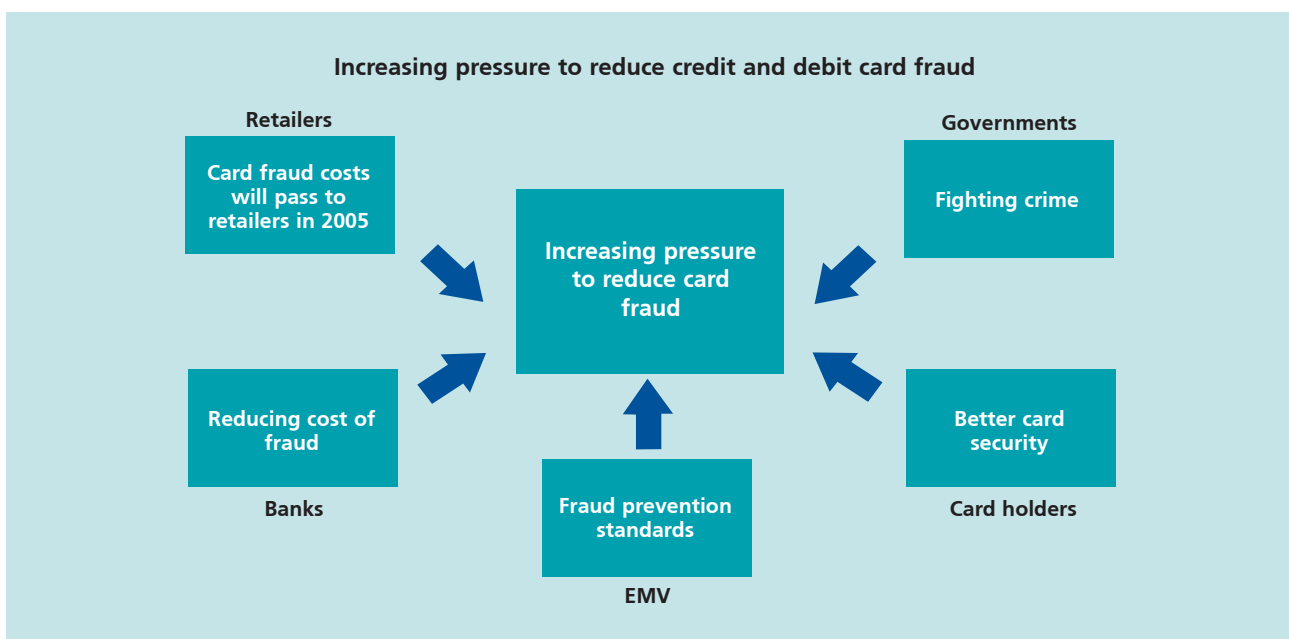 Increasing pressure to reduce credit and debit card fraud
Retailers
Card fraud costs
will pass to
retailers in 2005
Governments
Fighting crime
Increasing pressure
to reduce card
fraud
Reducing cost of
fraud
Banks
Fraud prevention
standards
EMV
Better card
security
Card holders